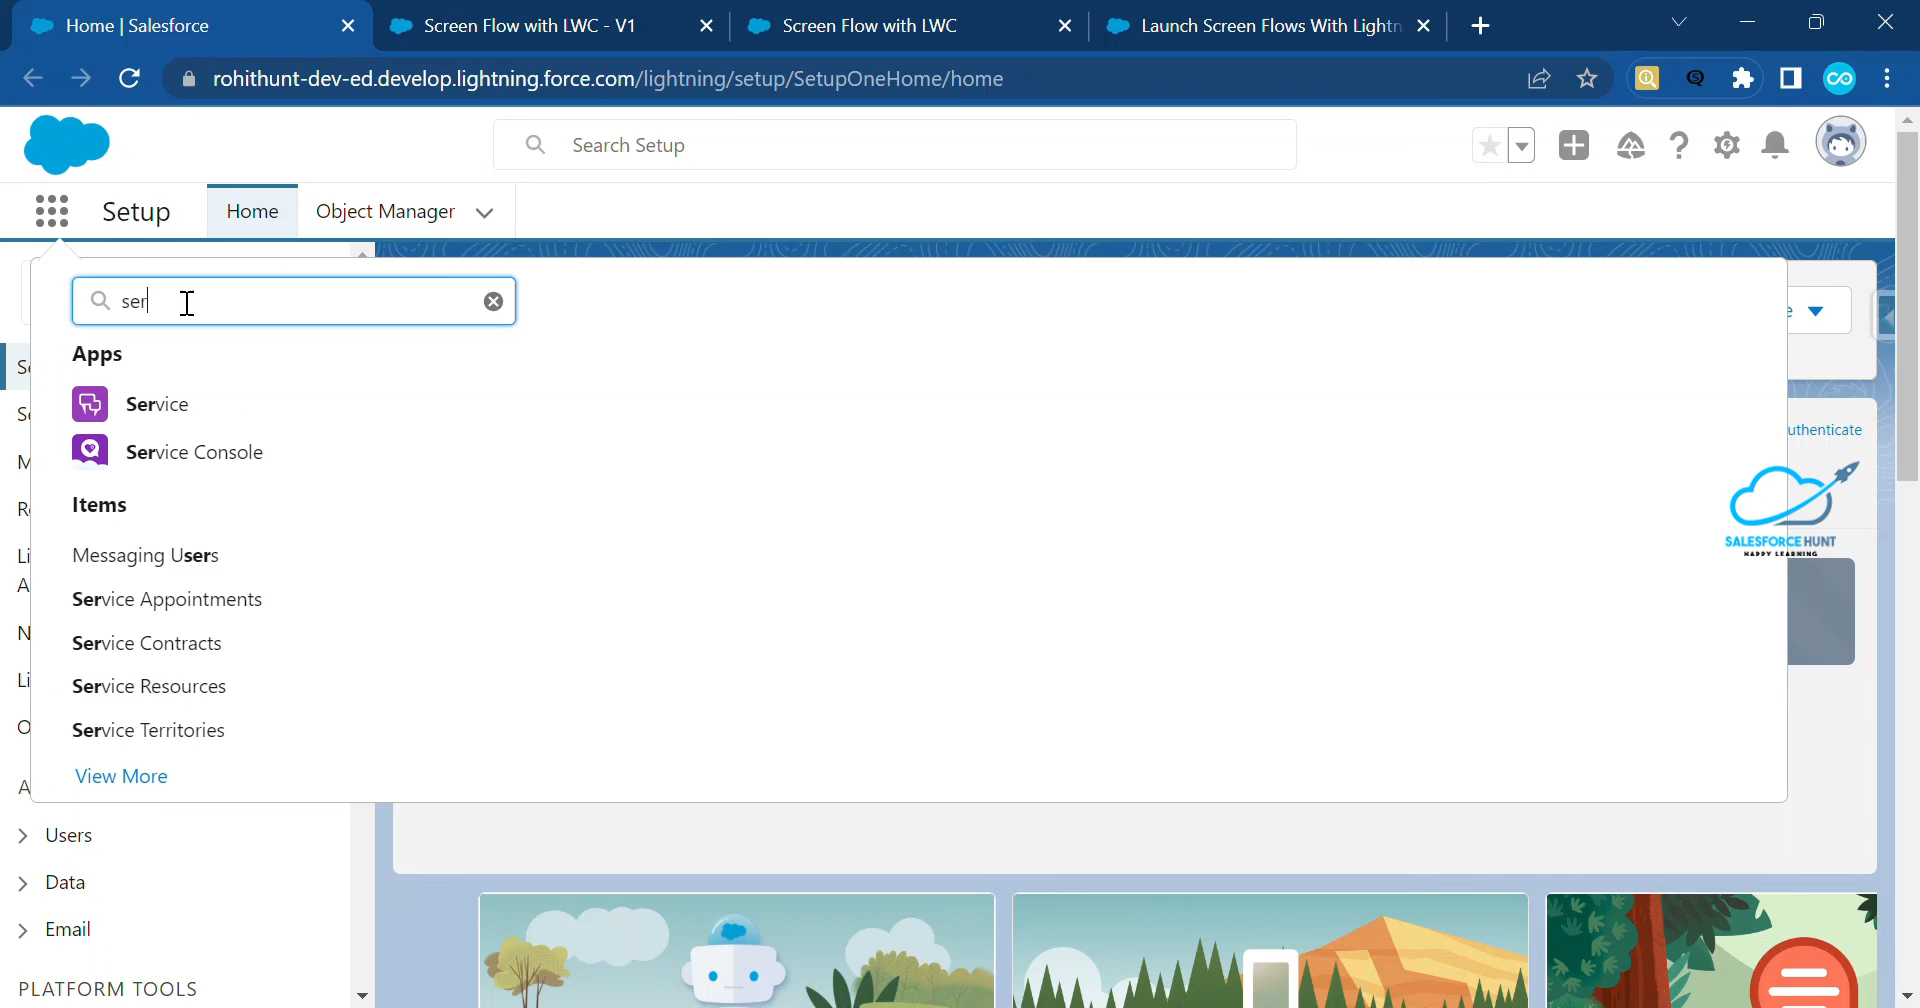 Home | Salesforce
Screen Flow with LWC - V1
Screen Flow with LWC
Launch Screen Flows With Lightn
rohithunt-dev-ed.develop.lightning.force.com/lightning/setup/SetupOneHome/home
Search Setup
Setup
Home
Object Manager
ser
Apps
Service
Service Console
Items
Messaging Users
Service Appointments
Service Contracts
Service Resources
Service Territories
View More
uthenticate
SALESFORCE HUNT
HAPPY LEARNING
Users
Data
Email
PLATFORM TOOLS